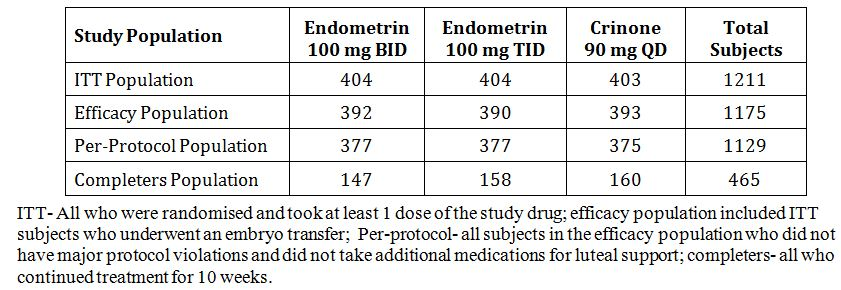 Study Population Endometrin 100 mg BID Endometrin 100 mg TID Crinone 90 mg QD Total Subjects
ITT Population 404 404 403 1211
Efficacy Population 392 390 393 1175
Per-Protocol Population 377 377 375 1129
Completers Population 147 158 160 465
ITT- All who were randomised and took at least 1 dose of the study drug; efficacy population included ITT
subjects who underwent an embryo transfer; Per-protocol- all subjects in the efficacy population who did not
have major protocol violations and did not take additional medications for luteal support; completers- all who
continued treatment for 10 weeks.